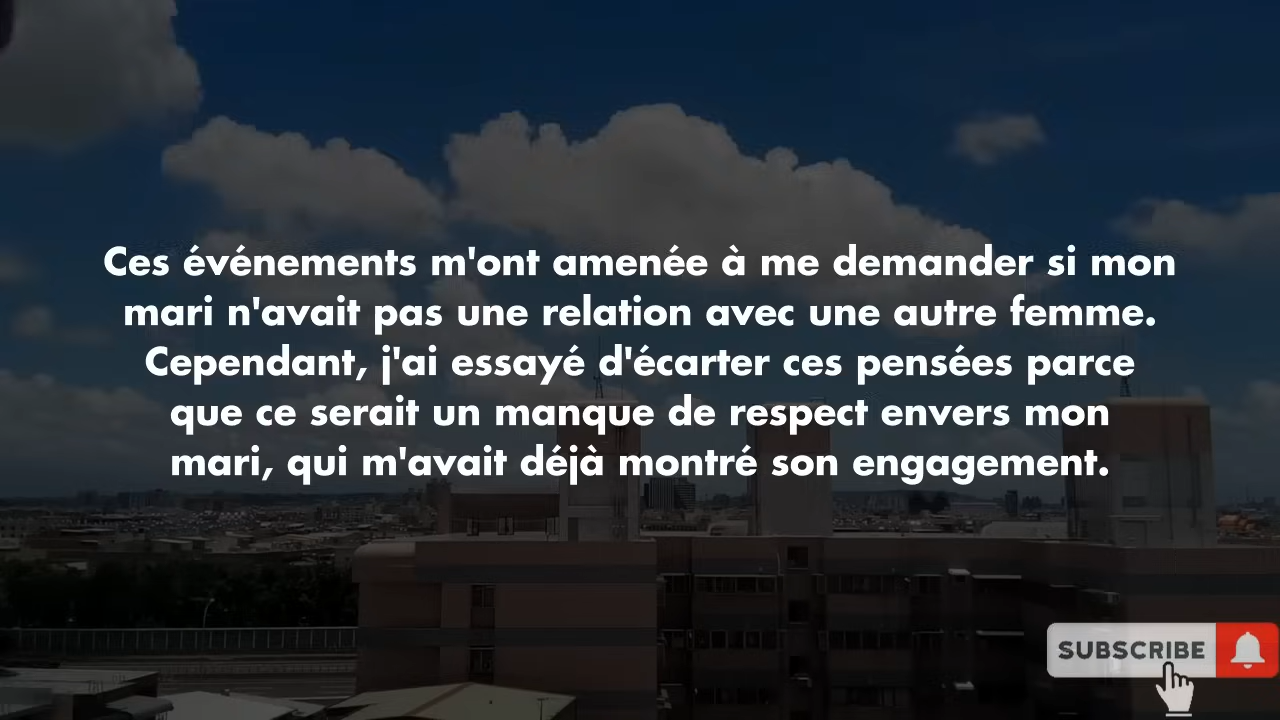 Ces événements m'ont amenée à me demander si mon
mari n'avait pas une relation avec une autre femme.
Cependant, j'ai essayé d'écarter ces pensées parce
que ce serait un manque de respect envers mon
mari, qui m'avait déjà montré son engagement.
SUBSCRIBE